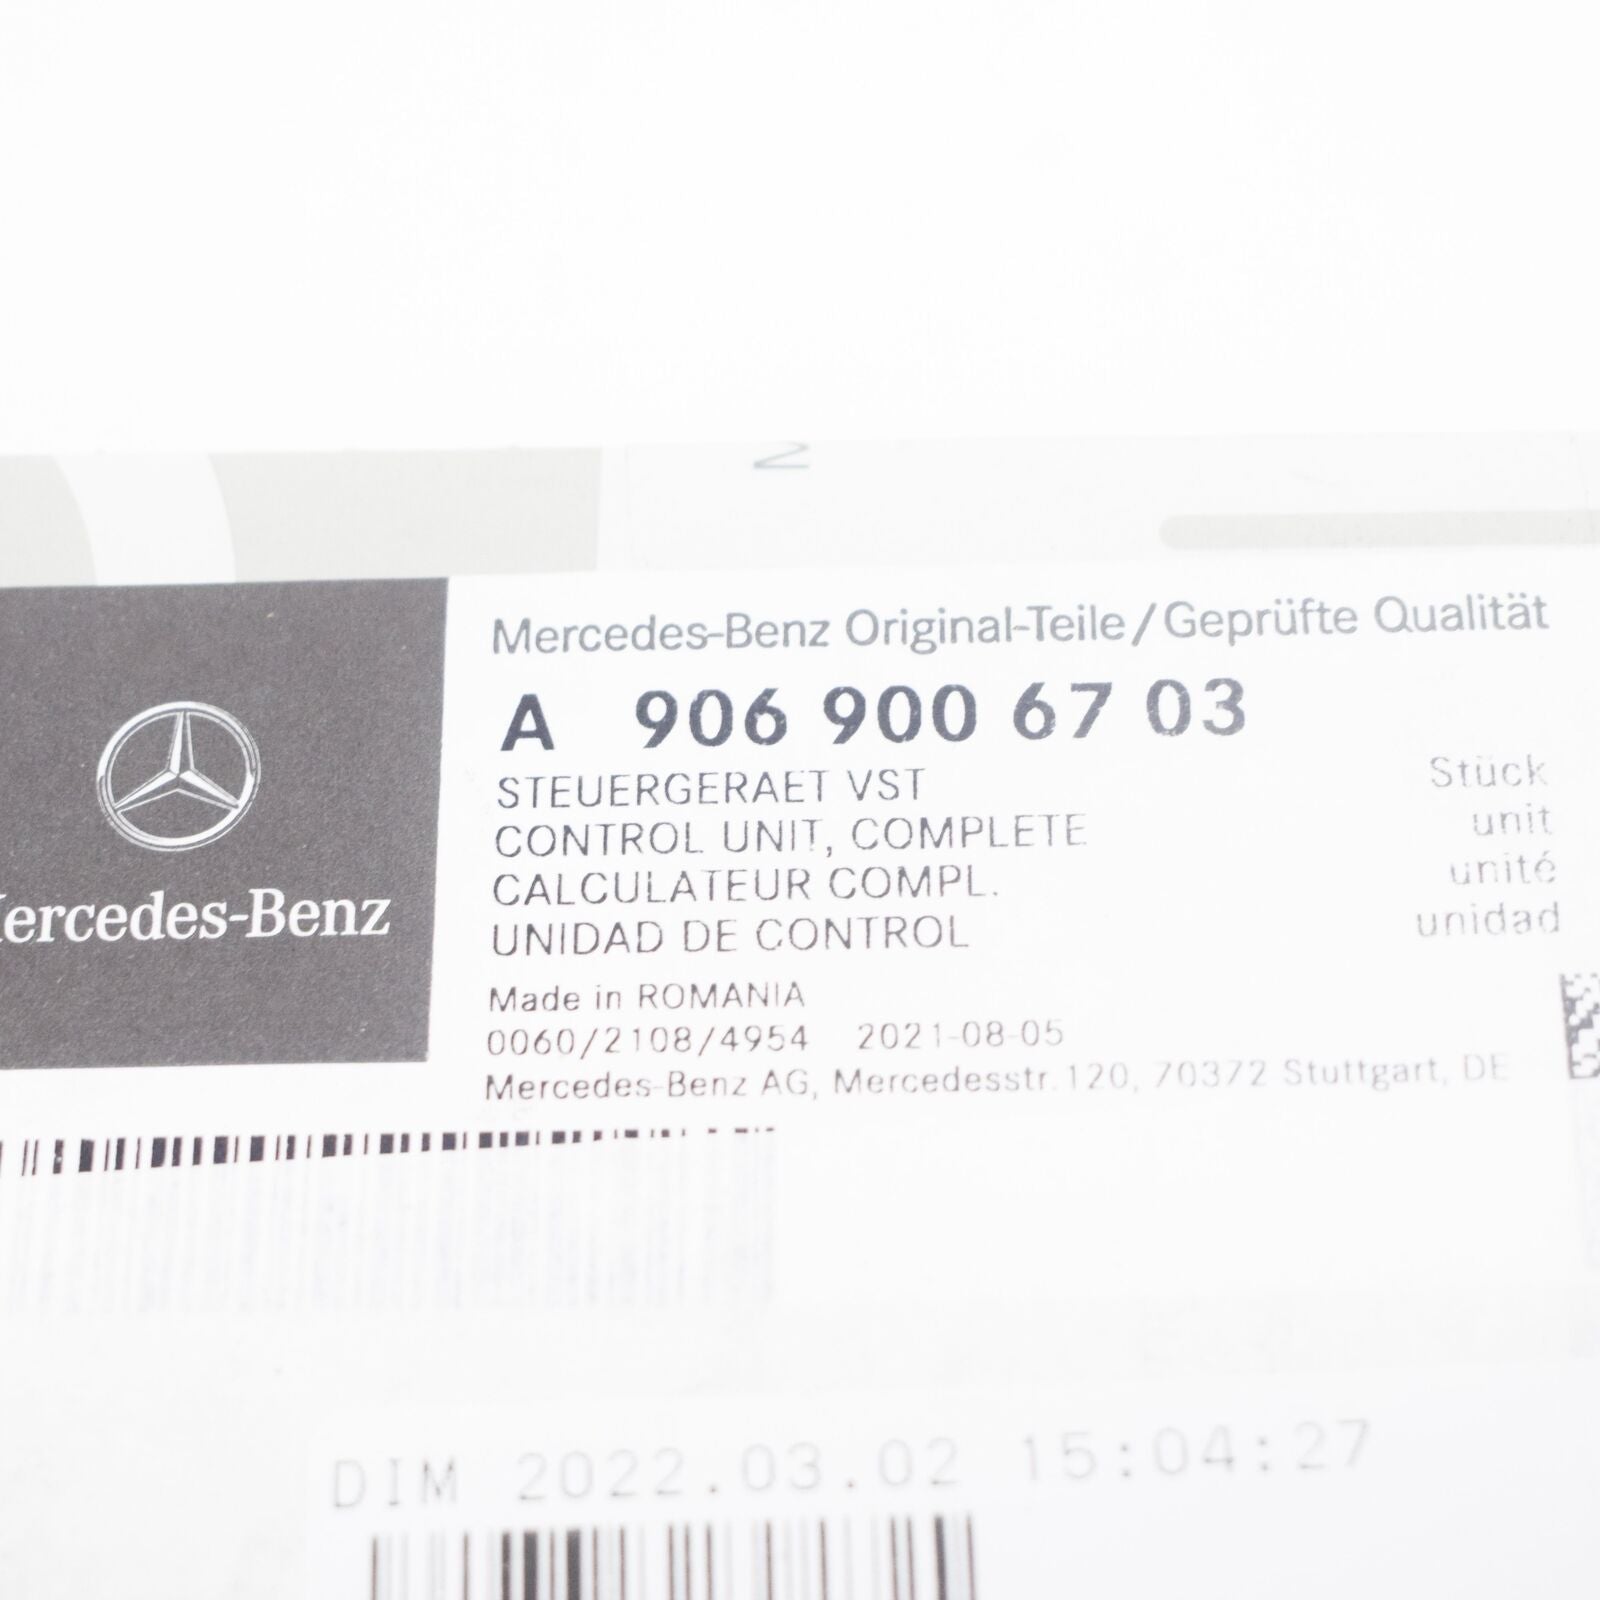 N
Mercedes-Benz Original-Teile/Geprüfte Qualität
A 906 900 67 03
STEUERGERAET VST Stück
CONTROL UNIT, COMPLETE unit
CALCULATEUR COMPL. unité
UNIDAD DE CONTROL unidad
ercedes-Benz
Made in ROMANIA
0060/2108/4954 2021-08-05
Mercedes-Benz AG, Mercedesstr.120, 70372 Stuttgart, DE
DIM 2022.03.02 15:04:27